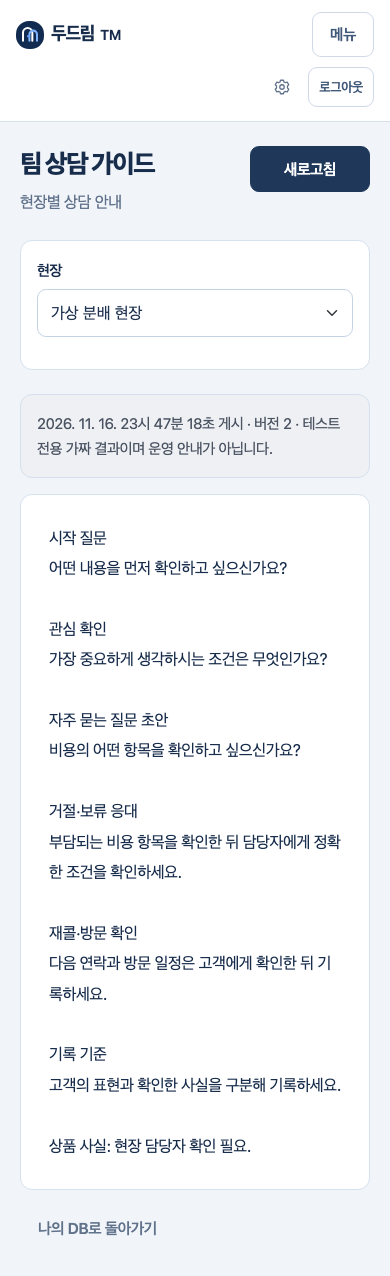 두드림 TM
메뉴
로그아웃
팀 상담 가이드
새로고침
현장별 상담 안내
현장
가상 분배 현장
2026. 11. 16. 23시 47분 18초 게시 · 버전 2 · 테스트
전용 가짜 결과이며 운영 안내가 아닙니다.
시작 질문
어떤 내용을 먼저 확인하고 싶으신가요?
관심 확인
가장 중요하게 생각하시는 조건은 무엇인가요?
자주 묻는 질문 초안
비용의 어떤 항목을 확인하고 싶으신가요?
거절·보류 응대
부담되는 비용 항목을 확인한 뒤 담당자에게 정확
한 조건을 확인하세요.
재콜·방문 확인
다음 연락과 방문 일정은 고객에게 확인한 뒤 기
록하세요.
기록 기준
고객의 표현과 확인한 사실을 구분해 기록하세요.
상품 사실: 현장 담당자 확인 필요.
나의 DB로 돌아가기